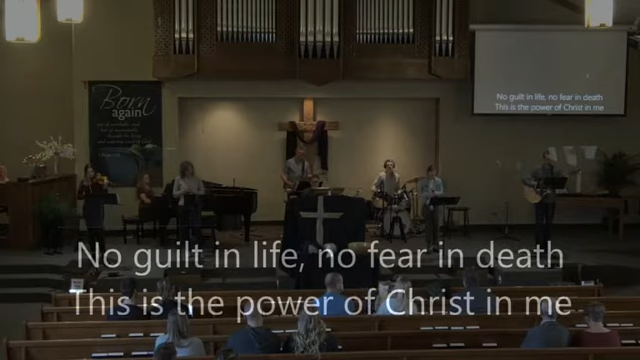 Born
again
No guilt in life, no fear in death
This is the power of Christ in me
No guilt in life, no fear in death
This is the power of Christ in me